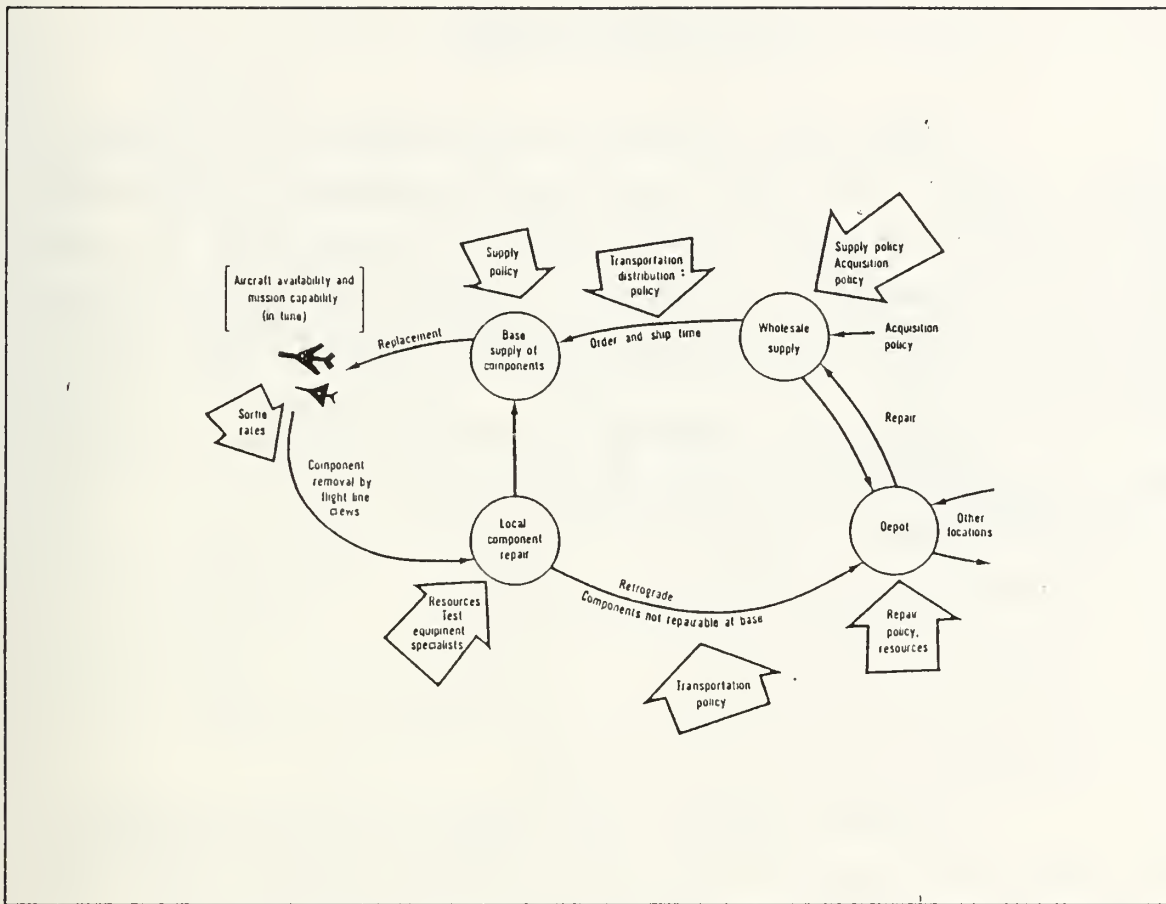 Supply
policy
Transportation
distribution :
policy
Supply policy
Acquisition
policy
Aircraft availability and
mission capability
(in tune)
Replacement
Base
supply of
components
Order and ship time
Wholesale
supply
Acquisition
policy
Sortie
rates
Repair
Component
removal by
flight line
crews
Local
component
repair
Depot
Other
locations
Retrograde
Components not repairable at base
Resources
Test
equipment
specialists
Repair
policy,
resources
Transportation
policy